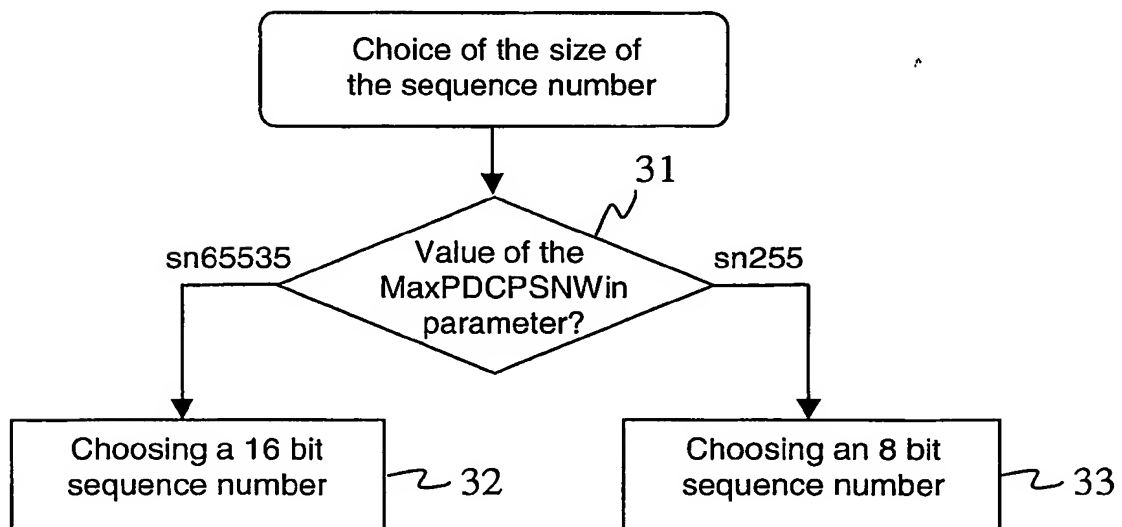 Choice of the size of
the sequence number
31
Value of the
MaxPDCPSNWin
parameter?
sn65535
sn255
Choosing a 16 bit
sequence number
32
Choosing an 8 bit
sequence number
33